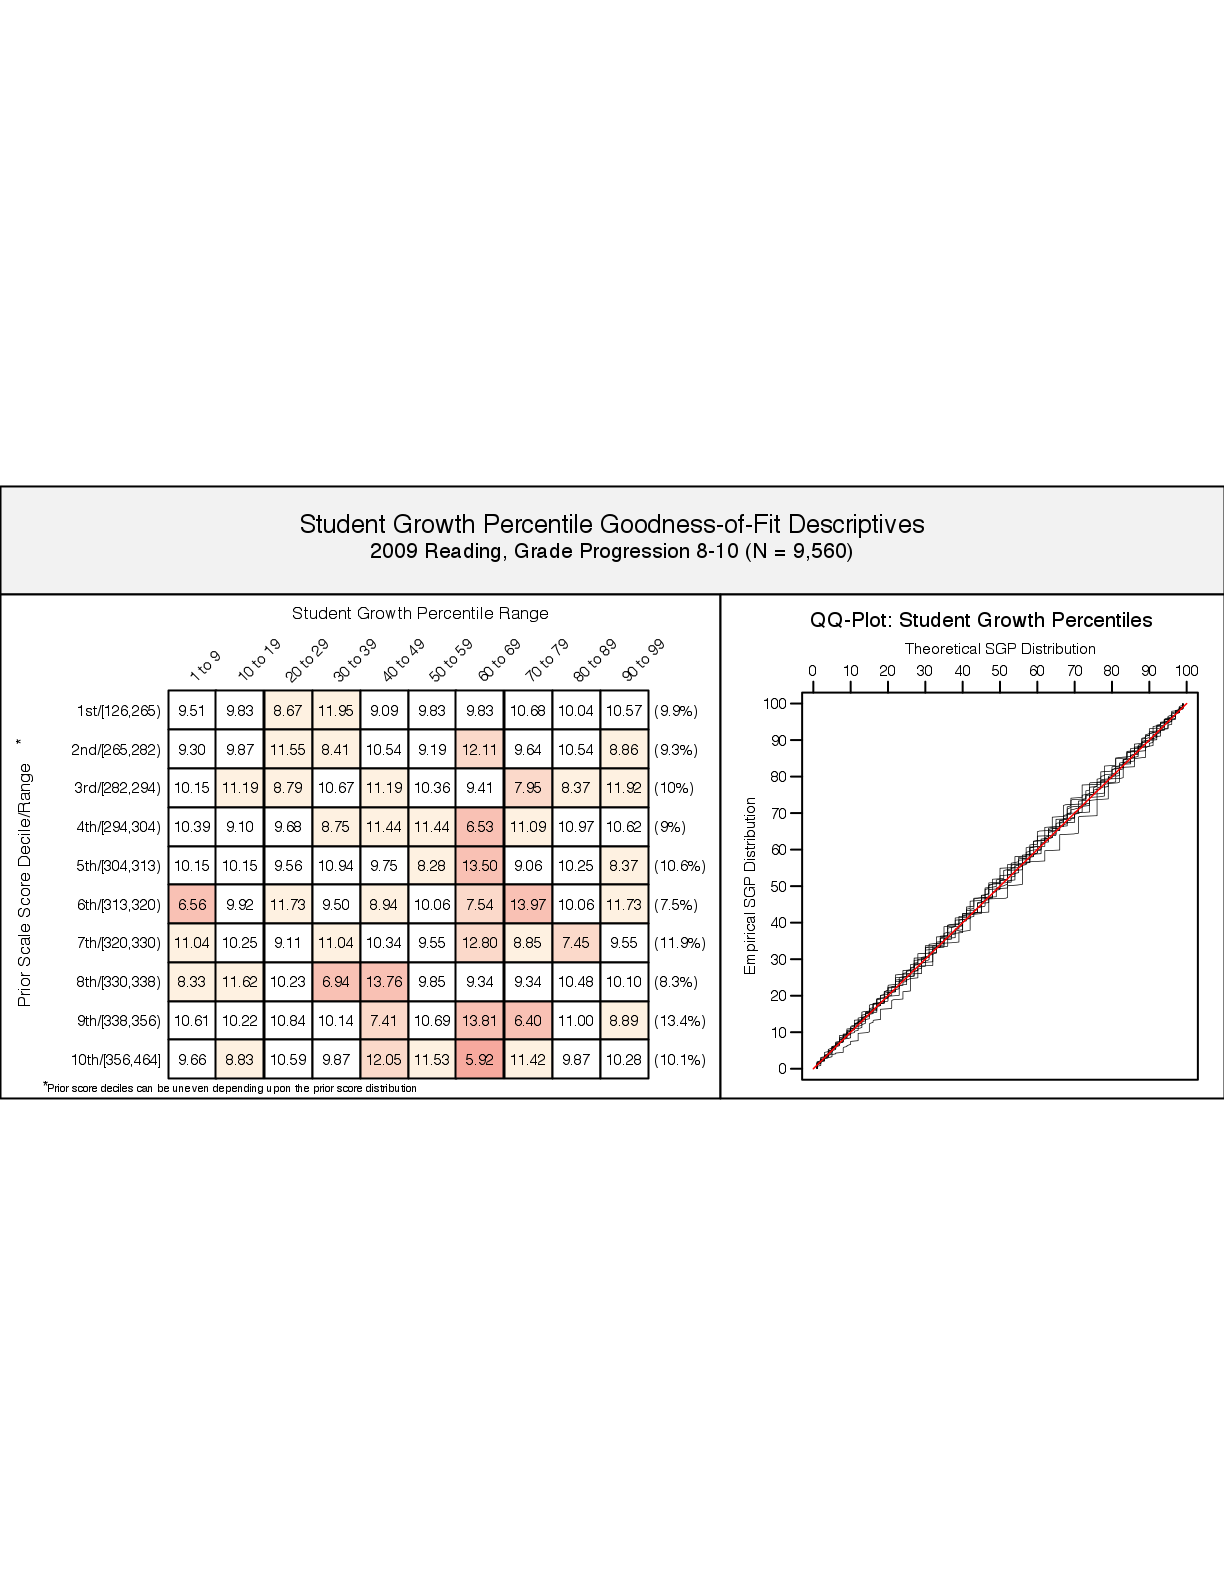 Student Growth Percentile Goodness-of-Fit Descriptives
2009 Reading, Grade Progression 8-10 (N = 9,560)
Student Growth Percentile Range
1 to 9 10 to 19 20 to 29 30 to 39 40 to 49 50 to 59 60 to 69 70 to 79 80 to 89 90 to 99
Prior Scale Score Decile/Range *
1st/[126,265) 9.51 9.83 8.67 11.95 9.09 9.83 9.83 10.68 10.04 10.57 (9.9%)
2nd/[265,282) 9.30 9.87 11.55 8.41 10.54 9.19 12.11 9.64 10.54 8.86 (9.3%)
3rd/[282,294) 10.15 11.19 8.79 10.67 11.19 10.36 9.41 7.95 8.37 11.92 (10%)
4th/[294,304) 10.39 9.10 9.68 8.75 11.44 11.44 6.53 11.09 10.97 10.62 (9%)
5th/[304,313) 10.15 10.15 9.56 10.94 9.75 8.28 13.50 9.06 10.25 8.37 (10.6%)
6th/[313,320) 6.56 9.92 11.73 9.50 8.94 10.06 7.54 13.97 10.06 11.73 (7.5%)
7th/[320,330) 11.04 10.25 9.11 11.04 10.34 9.55 12.80 8.85 7.45 9.55 (11.9%)
8th/[330,338) 8.33 11.62 10.23 6.94 13.76 9.85 9.34 9.34 10.48 10.10 (8.3%)
9th/[338,356) 10.61 10.22 10.84 10.14 7.41 10.69 13.81 6.40 11.00 8.89 (13.4%)
10th/[356,464] 9.66 8.83 10.59 9.87 12.05 11.53 5.92 11.42 9.87 10.28 (10.1%)
*Prior score deciles can be uneven depending upon the prior score distribution
QQ-Plot: Student Growth Percentiles
Theoretical SGP Distribution
0 10 20 30 40 50 60 70 80 90 100
Empirical SGP Distribution
100
90
80
70
60
50
40
30
20
10
0